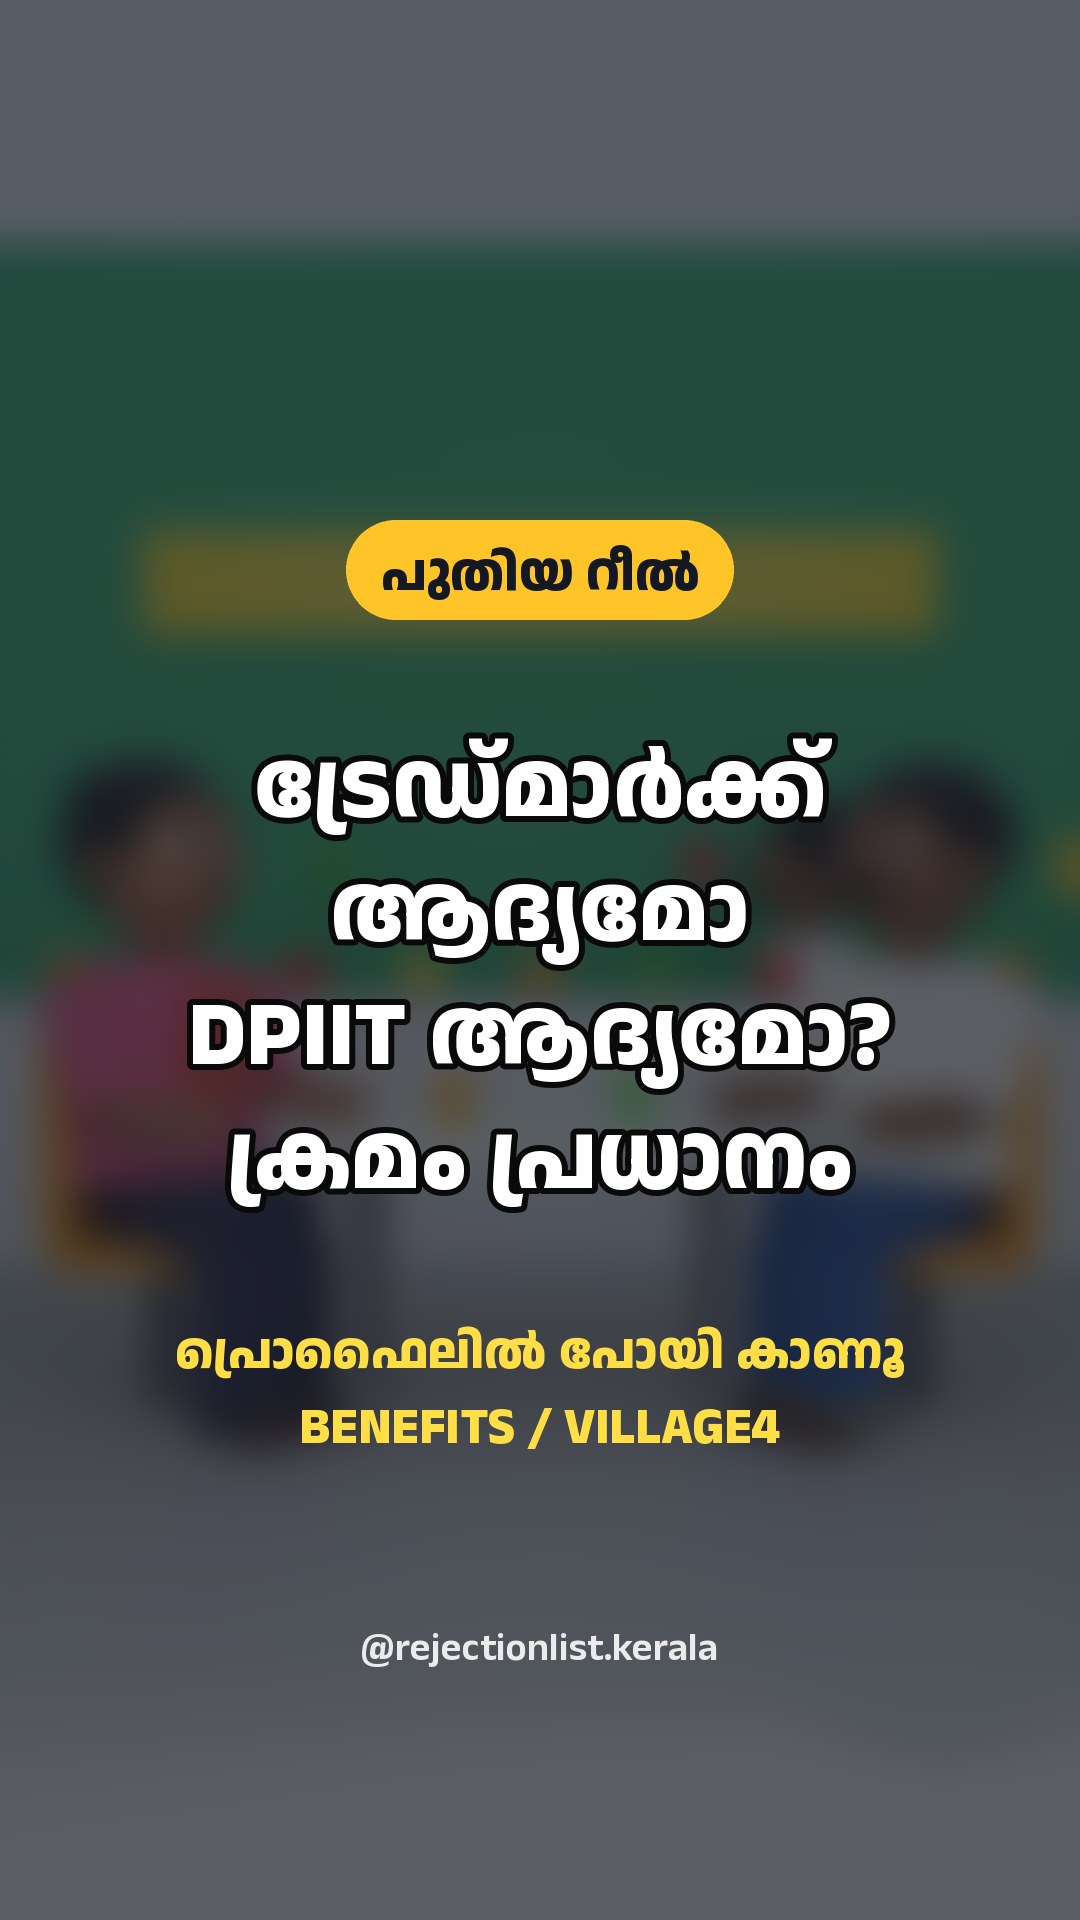 പുതിയ റീൽ
ട്രേഡ്മാർക്ക്
ആദ്യമോ
DPIIT ആദ്യമോ?
ക്രമം പ്രധാനം
പ്രൊഫൈലിൽ പോയി കാണൂ
BENEFITS / VILLAGE4
@rejectionlist.kerala